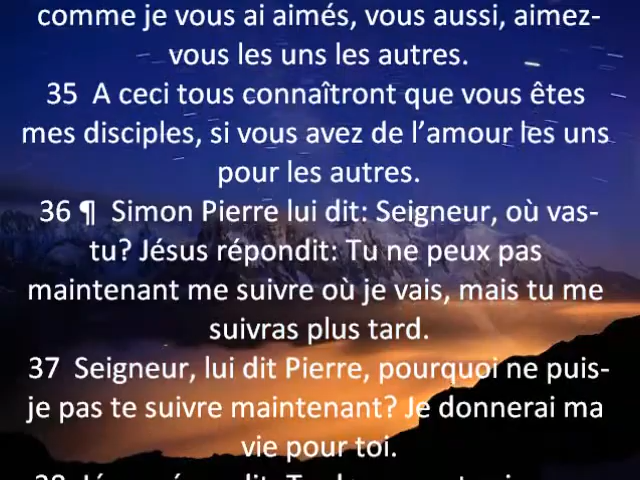 comme je vous ai aimés, vous aussi, aimez-
vous les uns les autres.
35  A ceci tous connaîtront que vous êtes
mes disciples, si vous avez de l’amour les uns
pour les autres.
36 ¶  Simon Pierre lui dit: Seigneur, où vas-
tu? Jésus répondit: Tu ne peux pas
maintenant me suivre où je vais, mais tu me
suivras plus tard.
37  Seigneur, lui dit Pierre, pourquoi ne puis-
je pas te suivre maintenant? Je donnerai ma
vie pour toi.